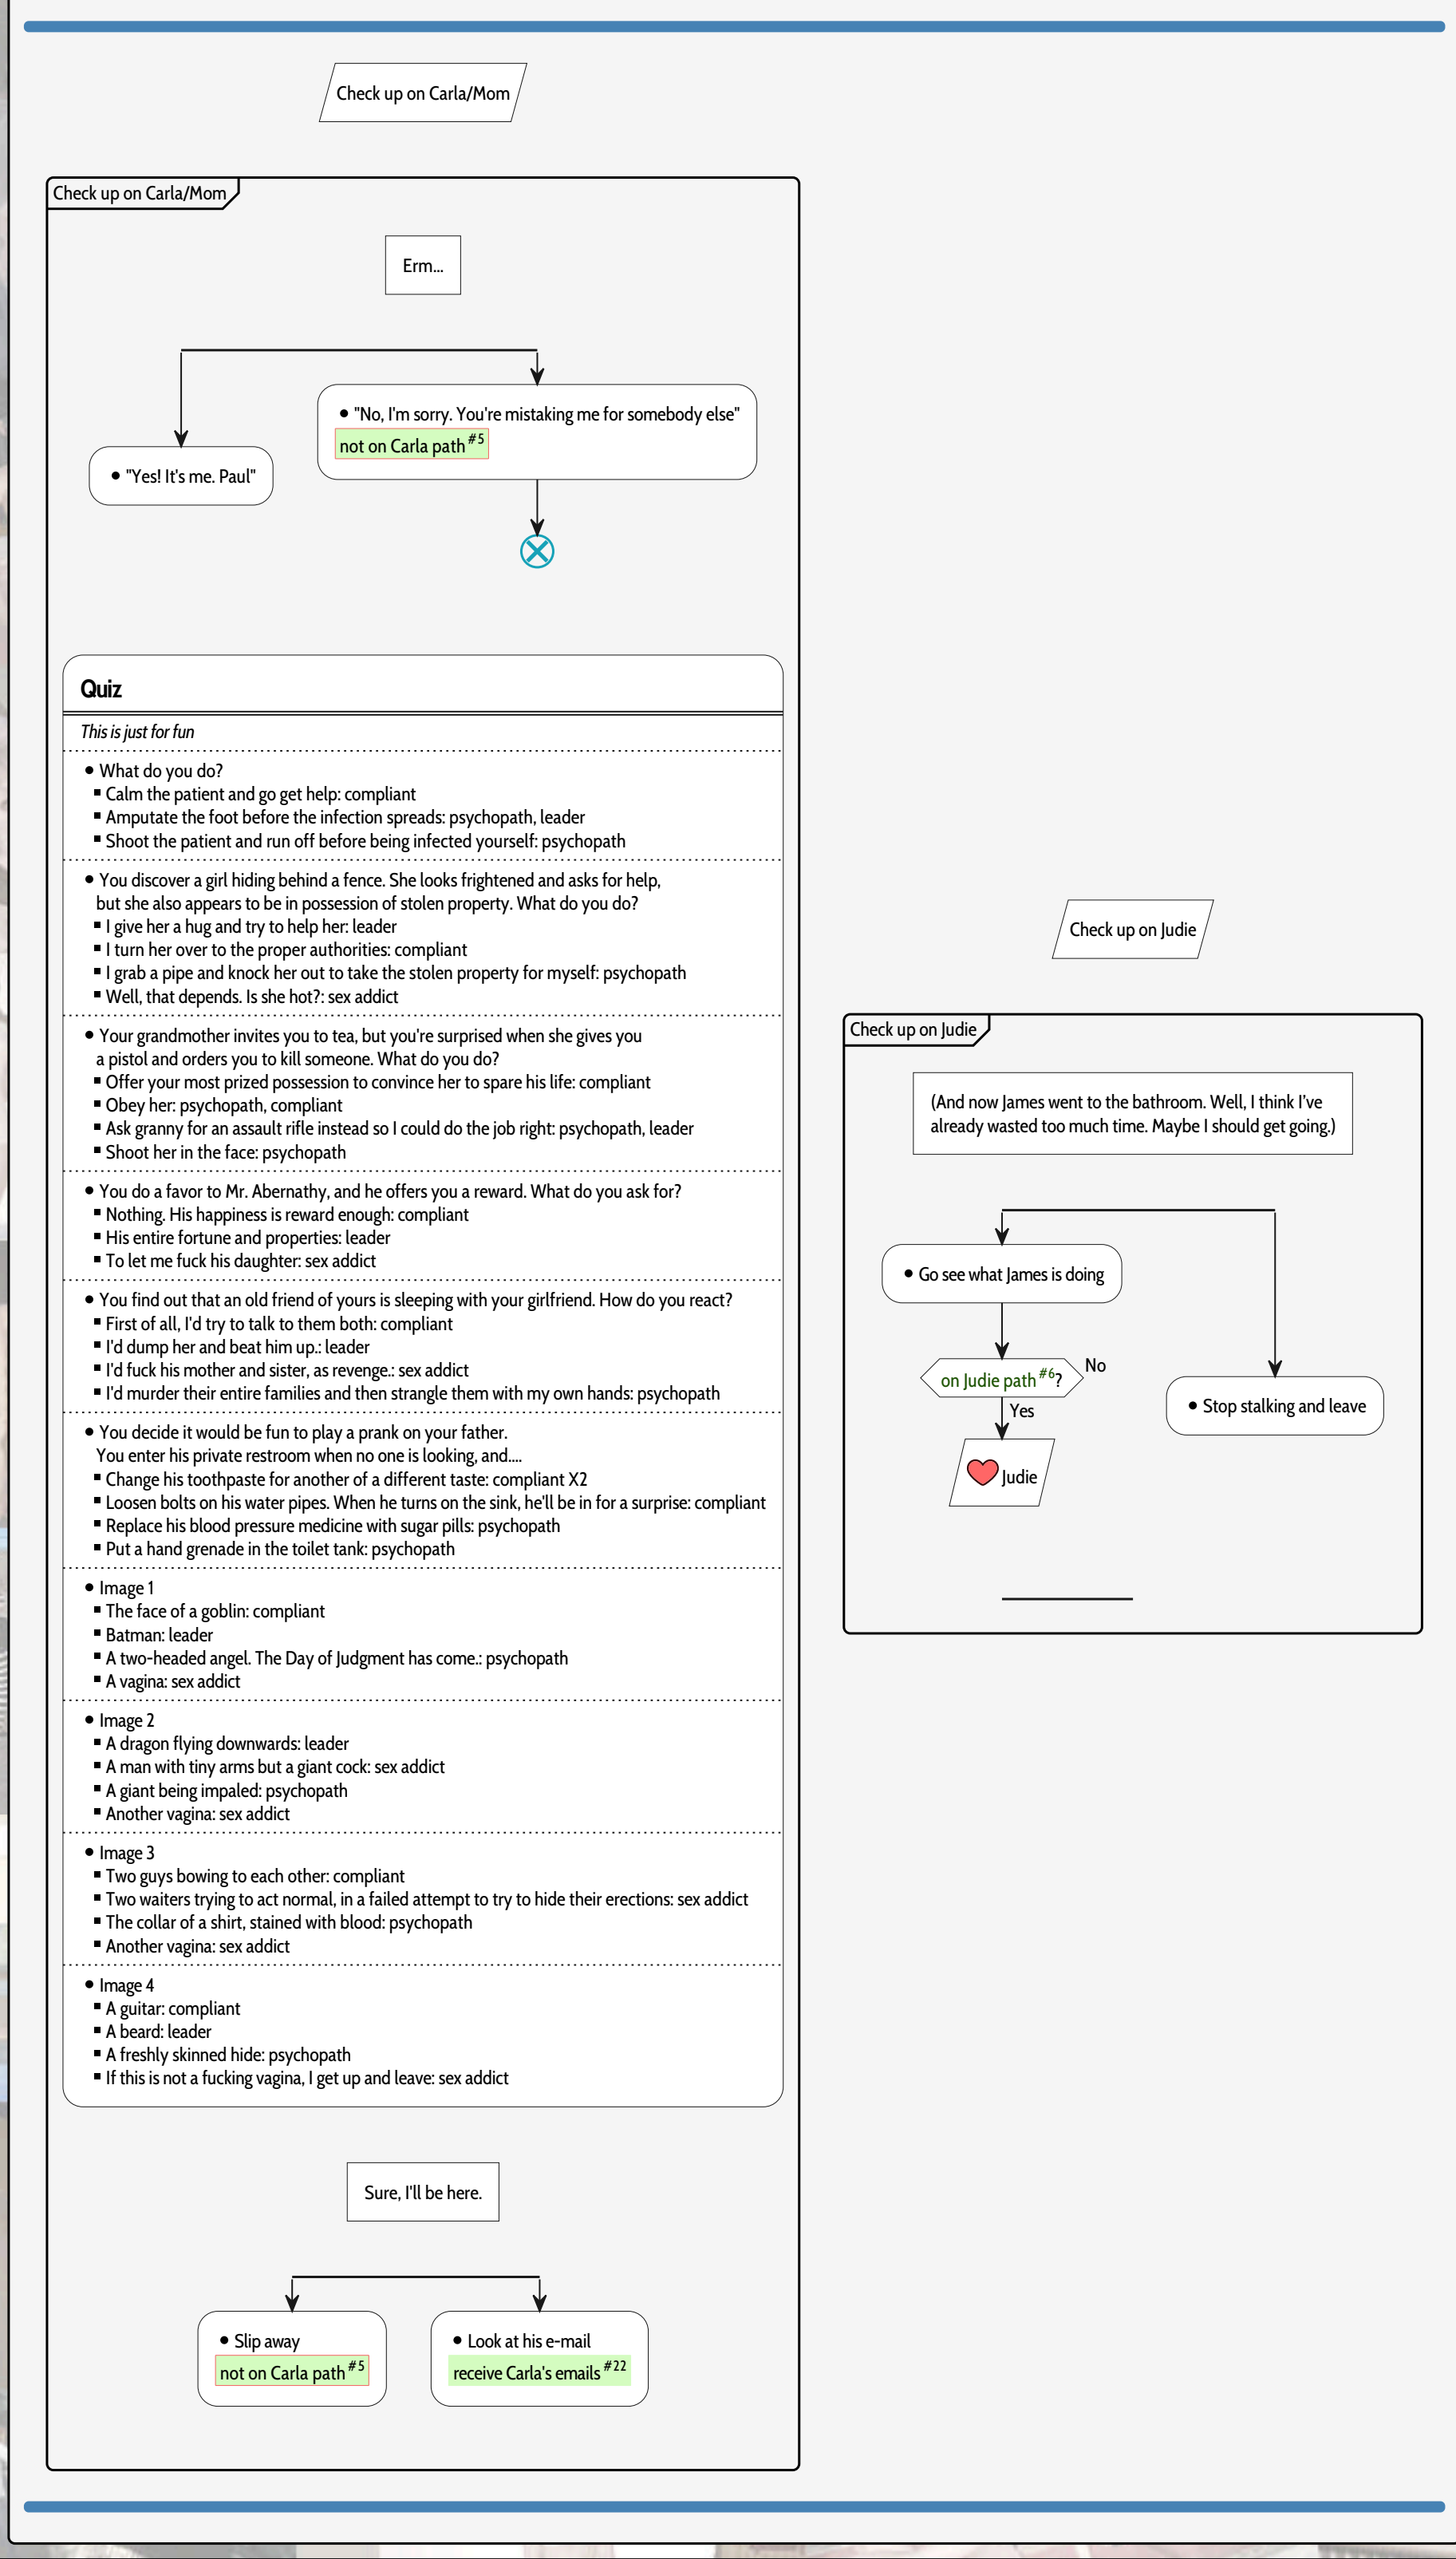 Check up on Carla/Mom
Check up on Carla/Mom
Erm...
• "Yes! It's me. Paul"
• "No, I'm sorry. You're mistaking me for somebody else"
not on Carla path #5
Quiz
This is just for fun
• What do you do?
▪ Calm the patient and go get help: compliant
▪ Amputate the foot before the infection spreads: psychopath, leader
▪ Shoot the patient and run off before being infected yourself: psychopath
• You discover a girl hiding behind a fence. She looks frightened and asks for help,
but she also appears to be in possession of stolen property. What do you do?
▪ I give her a hug and try to help her: leader
▪ I turn her over to the proper authorities: compliant
▪ I grab a pipe and knock her out to take the stolen property for myself: psychopath
▪ Well, that depends. Is she hot?: sex addict
• Your grandmother invites you to tea, but you're surprised when she gives you
a pistol and orders you to kill someone. What do you do?
▪ Offer your most prized possession to convince her to spare his life: compliant
▪ Obey her: psychopath, compliant
▪ Ask granny for an assault rifle instead so I could do the job right: psychopath, leader
▪ Shoot her in the face: psychopath
• You do a favor to Mr. Abernathy, and he offers you a reward. What do you ask for?
▪ Nothing. His happiness is reward enough: compliant
▪ His entire fortune and properties: leader
▪ To let me fuck his daughter: sex addict
• You find out that an old friend of yours is sleeping with your girlfriend. How do you react?
▪ First of all, I'd try to talk to them both: compliant
▪ I'd dump her and beat him up.: leader
▪ I'd fuck his mother and sister, as revenge.: sex addict
▪ I'd murder their entire families and then strangle them with my own hands: psychopath
• You decide it would be fun to play a prank on your father.
You enter his private restroom when no one is looking, and....
▪ Change his toothpaste for another of a different taste: compliant X2
▪ Loosen bolts on his water pipes. When he turns on the sink, he'll be in for a surprise: compliant
▪ Replace his blood pressure medicine with sugar pills: psychopath
▪ Put a hand grenade in the toilet tank: psychopath
• Image 1
▪ The face of a goblin: compliant
▪ Batman: leader
▪ A two-headed angel. The Day of Judgment has come.: psychopath
▪ A vagina: sex addict
• Image 2
▪ A dragon flying downwards: leader
▪ A man with tiny arms but a giant cock: sex addict
▪ A giant being impaled: psychopath
▪ Another vagina: sex addict
• Image 3
▪ Two guys bowing to each other: compliant
▪ Two waiters trying to act normal, in a failed attempt to try to hide their erections: sex addict
▪ The collar of a shirt, stained with blood: psychopath
▪ Another vagina: sex addict
• Image 4
▪ A guitar: compliant
▪ A beard: leader
▪ A freshly skinned hide: psychopath
▪ If this is not a fucking vagina, I get up and leave: sex addict
Sure, I'll be here.
• Slip away
not on Carla path #5
• Look at his e-mail
receive Carla's emails #22
Check up on Judie
Check up on Judie
(And now James went to the bathroom. Well, I think I've
already wasted too much time. Maybe I should get going.)
• Go see what James is doing
on Judie path #6?
No
Yes
Judie
• Stop stalking and leave